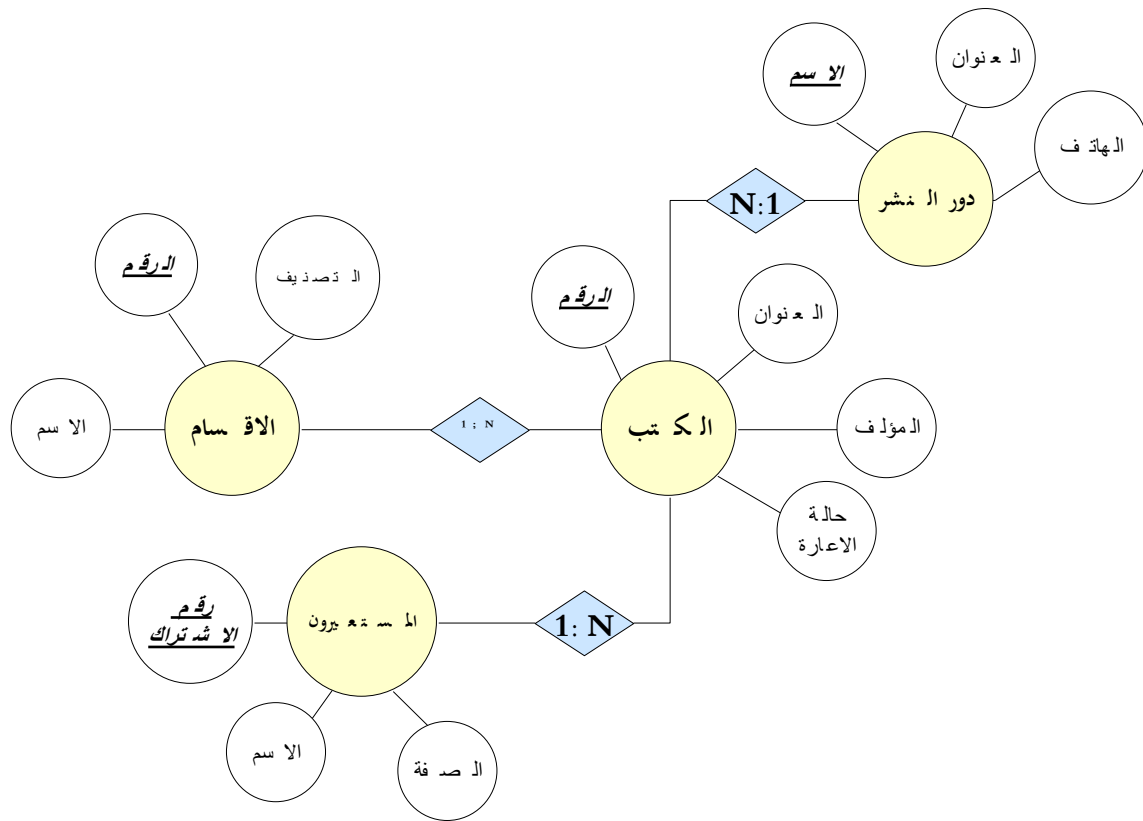 الاسم
العنوان
الهاتف
دور النشر
N:1
الرقم
التصنيف
الاسم
الاقسام
1 : N
الرقم
العنوان
الكتب
المؤلف
حالة
الاعارة
رقم
الاشتراك
المستعيرون
1: N
الاسم
الصفة